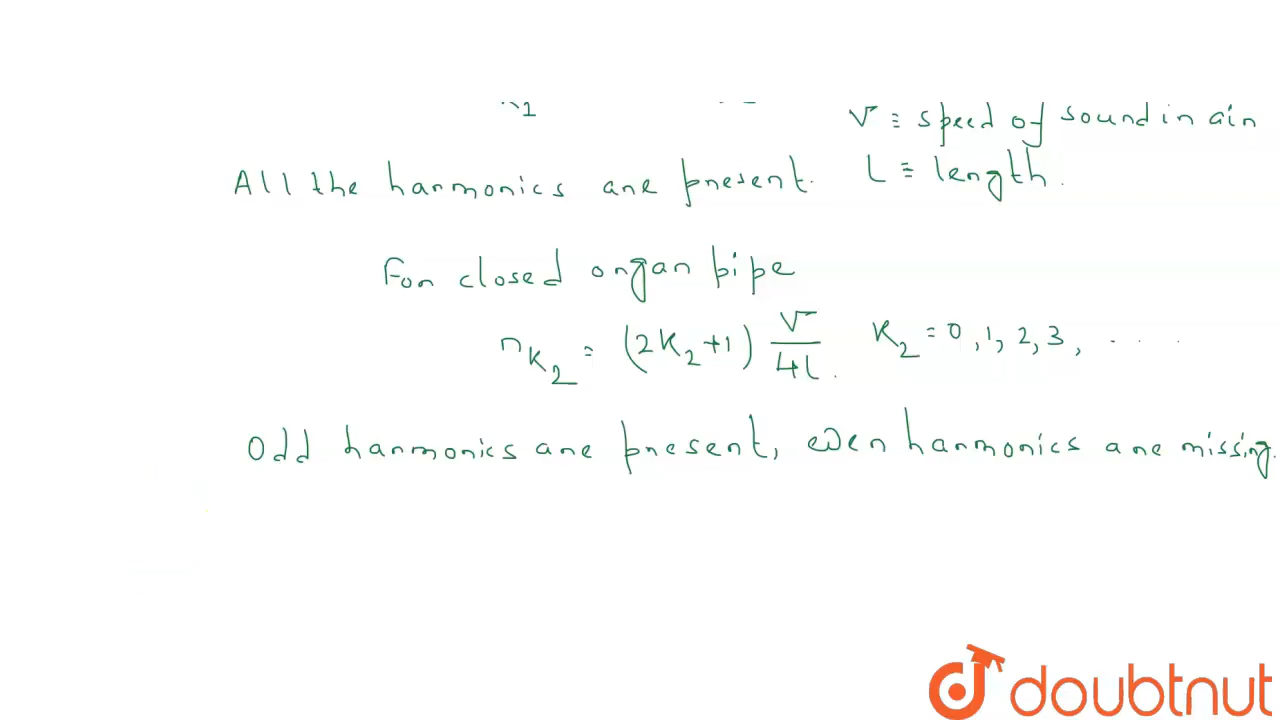 V ≡ speed of sound in air
All the harmonics are present. L ≡ length.
For closed organ pipe
n_{K_2} = (2K_2+1) V/4L. K_2 = 0, 1, 2, 3, .....
Odd harmonics are present, even harmonics are missing.
doubtnut